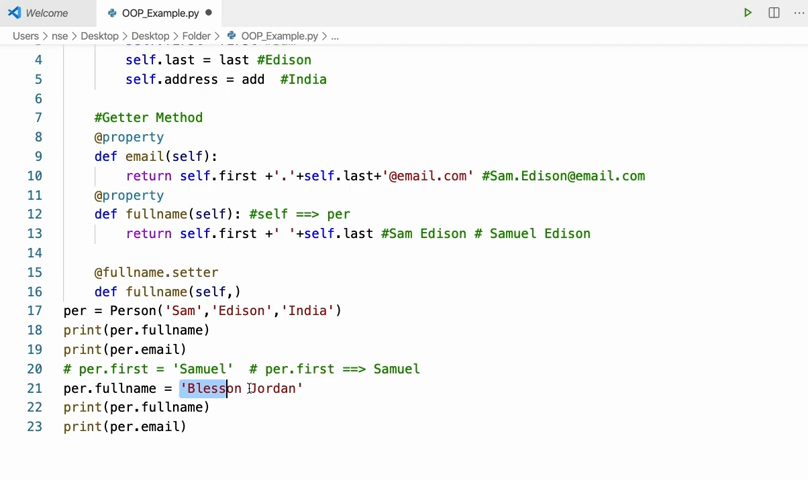 Welcome OOP_Example.py
Users > nse > Desktop > Desktop > Folder > OOP_Example.py > ...
4 self.last = last #Edison
5 self.address = add  #India
6
7 #Getter Method
8 @property
9 def email(self):
10 return self.first +'.'+self.last+'@email.com' #Sam.Edison@email.com
11 @property
12 def fullname(self): #self ==> per
13 return self.first +' '+self.last #Sam Edison # Samuel Edison
14
15 @fullname.setter
16 def fullname(self,)
17 per = Person('Sam','Edison','India')
18 print(per.fullname)
19 print(per.email)
20 # per.first = 'Samuel'  # per.first ==> Samuel
21 per.fullname = 'Blesson Jordan'
22 print(per.fullname)
23 print(per.email)